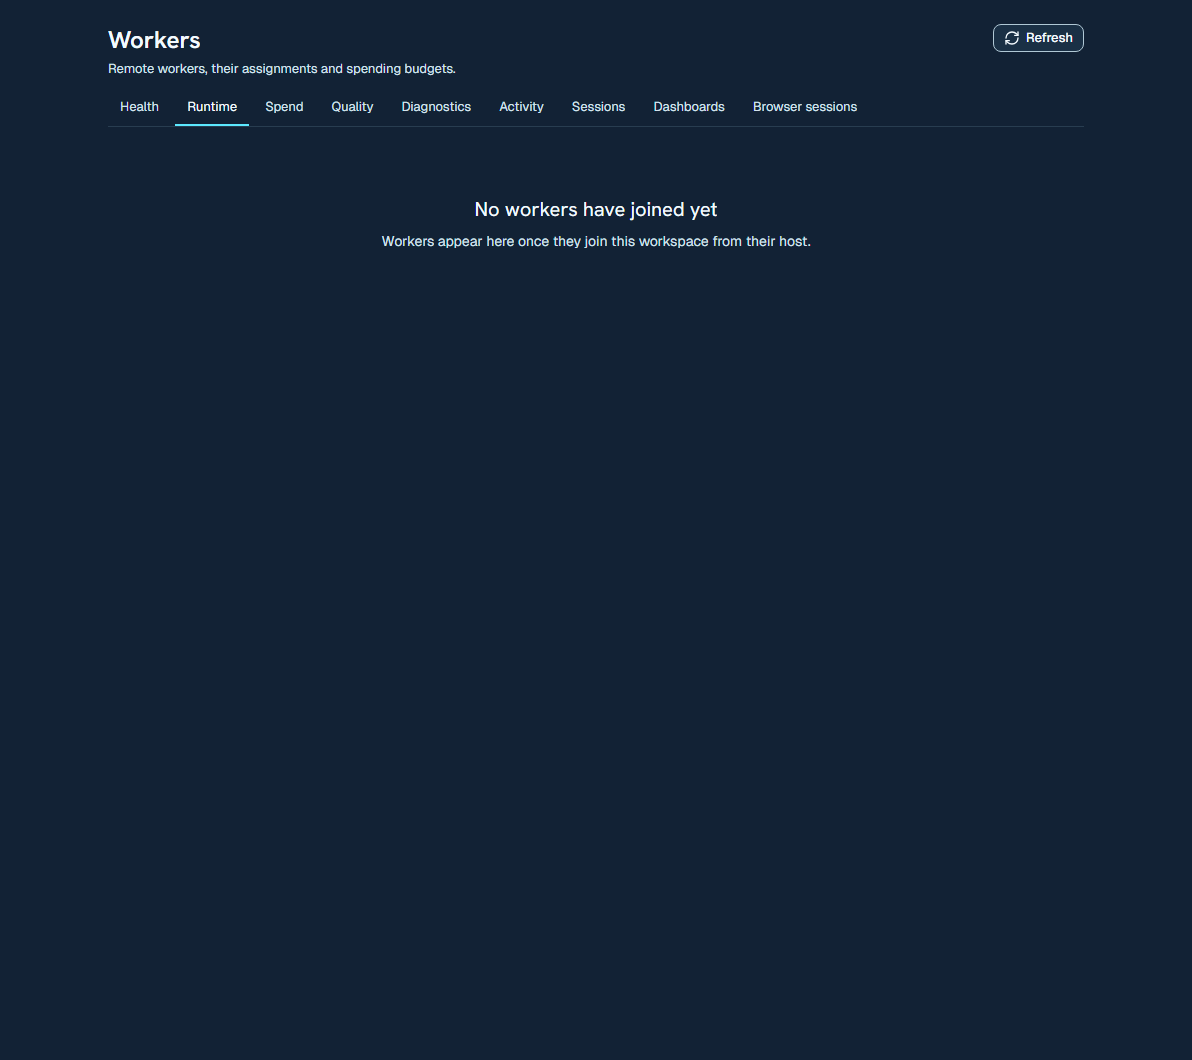 Workers
Refresh
Remote workers, their assignments and spending budgets.
Health
Runtime
Spend
Quality
Diagnostics
Activity
Sessions
Dashboards
Browser sessions
No workers have joined yet
Workers appear here once they join this workspace from their host.